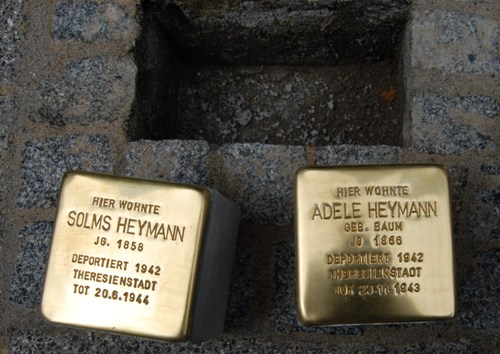 HIER WOHNTE
SOLMS HEYMANN
JG. 1858
DEPORTIERT 1942
THERESIENSTADT
TOT 20.6.1944
HIER WOHNTE
ADELE HEYMANN
GEB. BAUM
JG. 1866
DEPORTIERT 1942
THERESIENSTADT
TOT